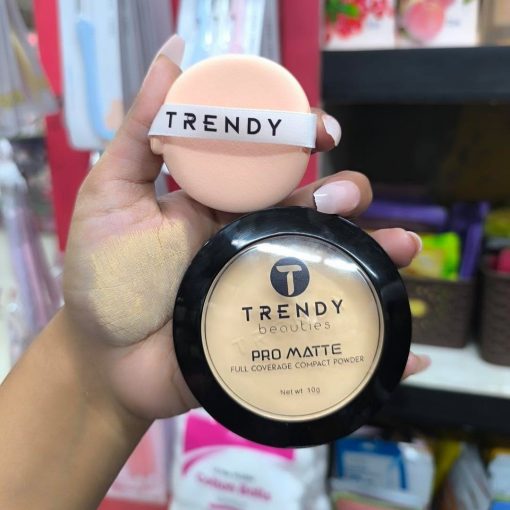 TRENDY
T
TRENDY
beauties
PRO MATTE
FULL COVERAGE COMPACT POWDER
Net wt 10g